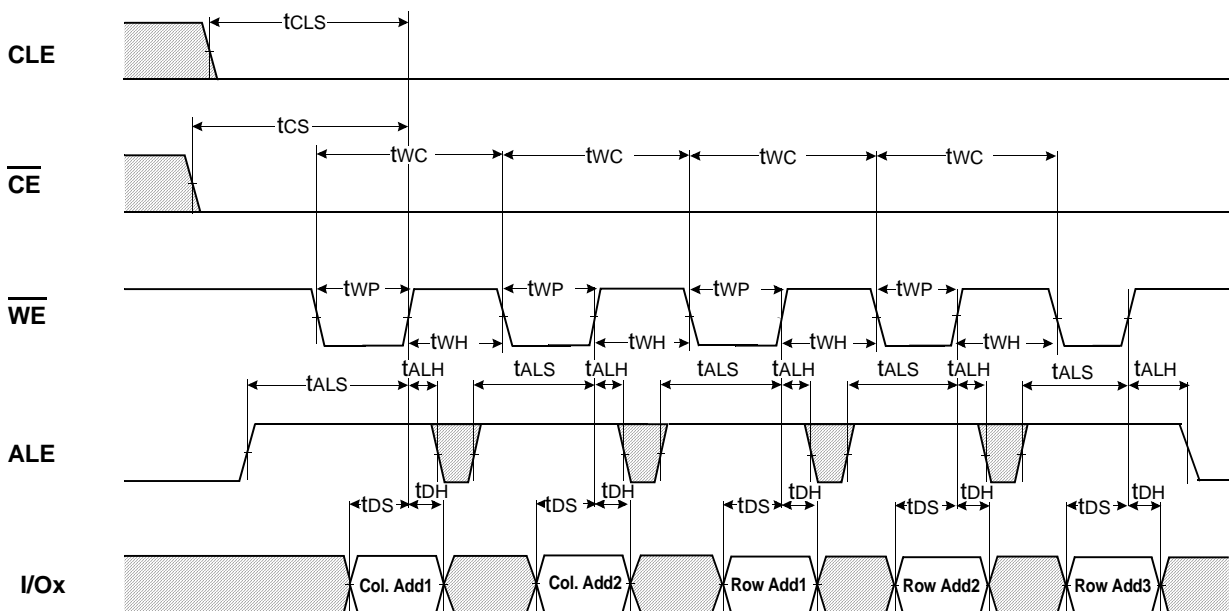 tCLS
CLE
tCS
tWC tWC tWC tWC
CE
tWP tWP tWP tWP
WE
tWH tWH tWH tWH
tALS tALH tALS tALH tALS tALH tALS tALH tALS tALH
ALE
tDS tDH tDS tDH tDS tDH tDS tDH tDS tDH
I/Ox Col. Add1 Col. Add2 Row Add1 Row Add2 Row Add3